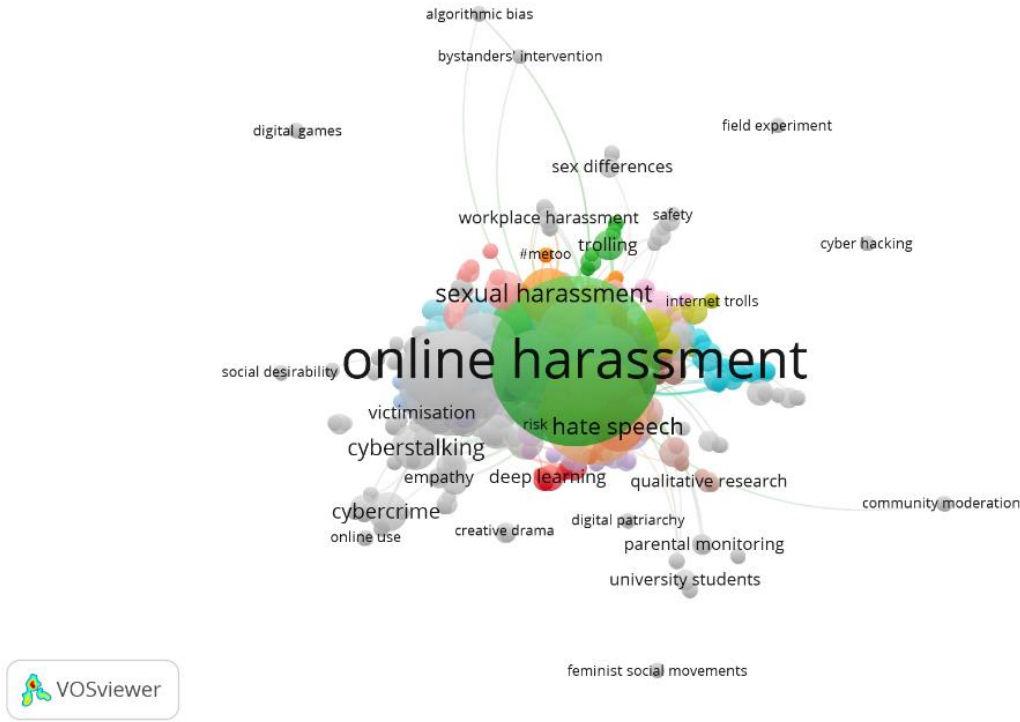 algorithmic bias
bystanders' intervention
digital games
field experiment
sex differences
workplace harassment
safety
trolling
cyber hacking
#metoo
sexual harassment
internet trolls
online harassment
social desirability
victimisation
risk
hate speech
cyberstalking
empathy
deep learning
qualitative research
community moderation
cybercrime
digital patriarchy
creative drama
online use
parental monitoring
university students
feminist social movements
VOSviewer